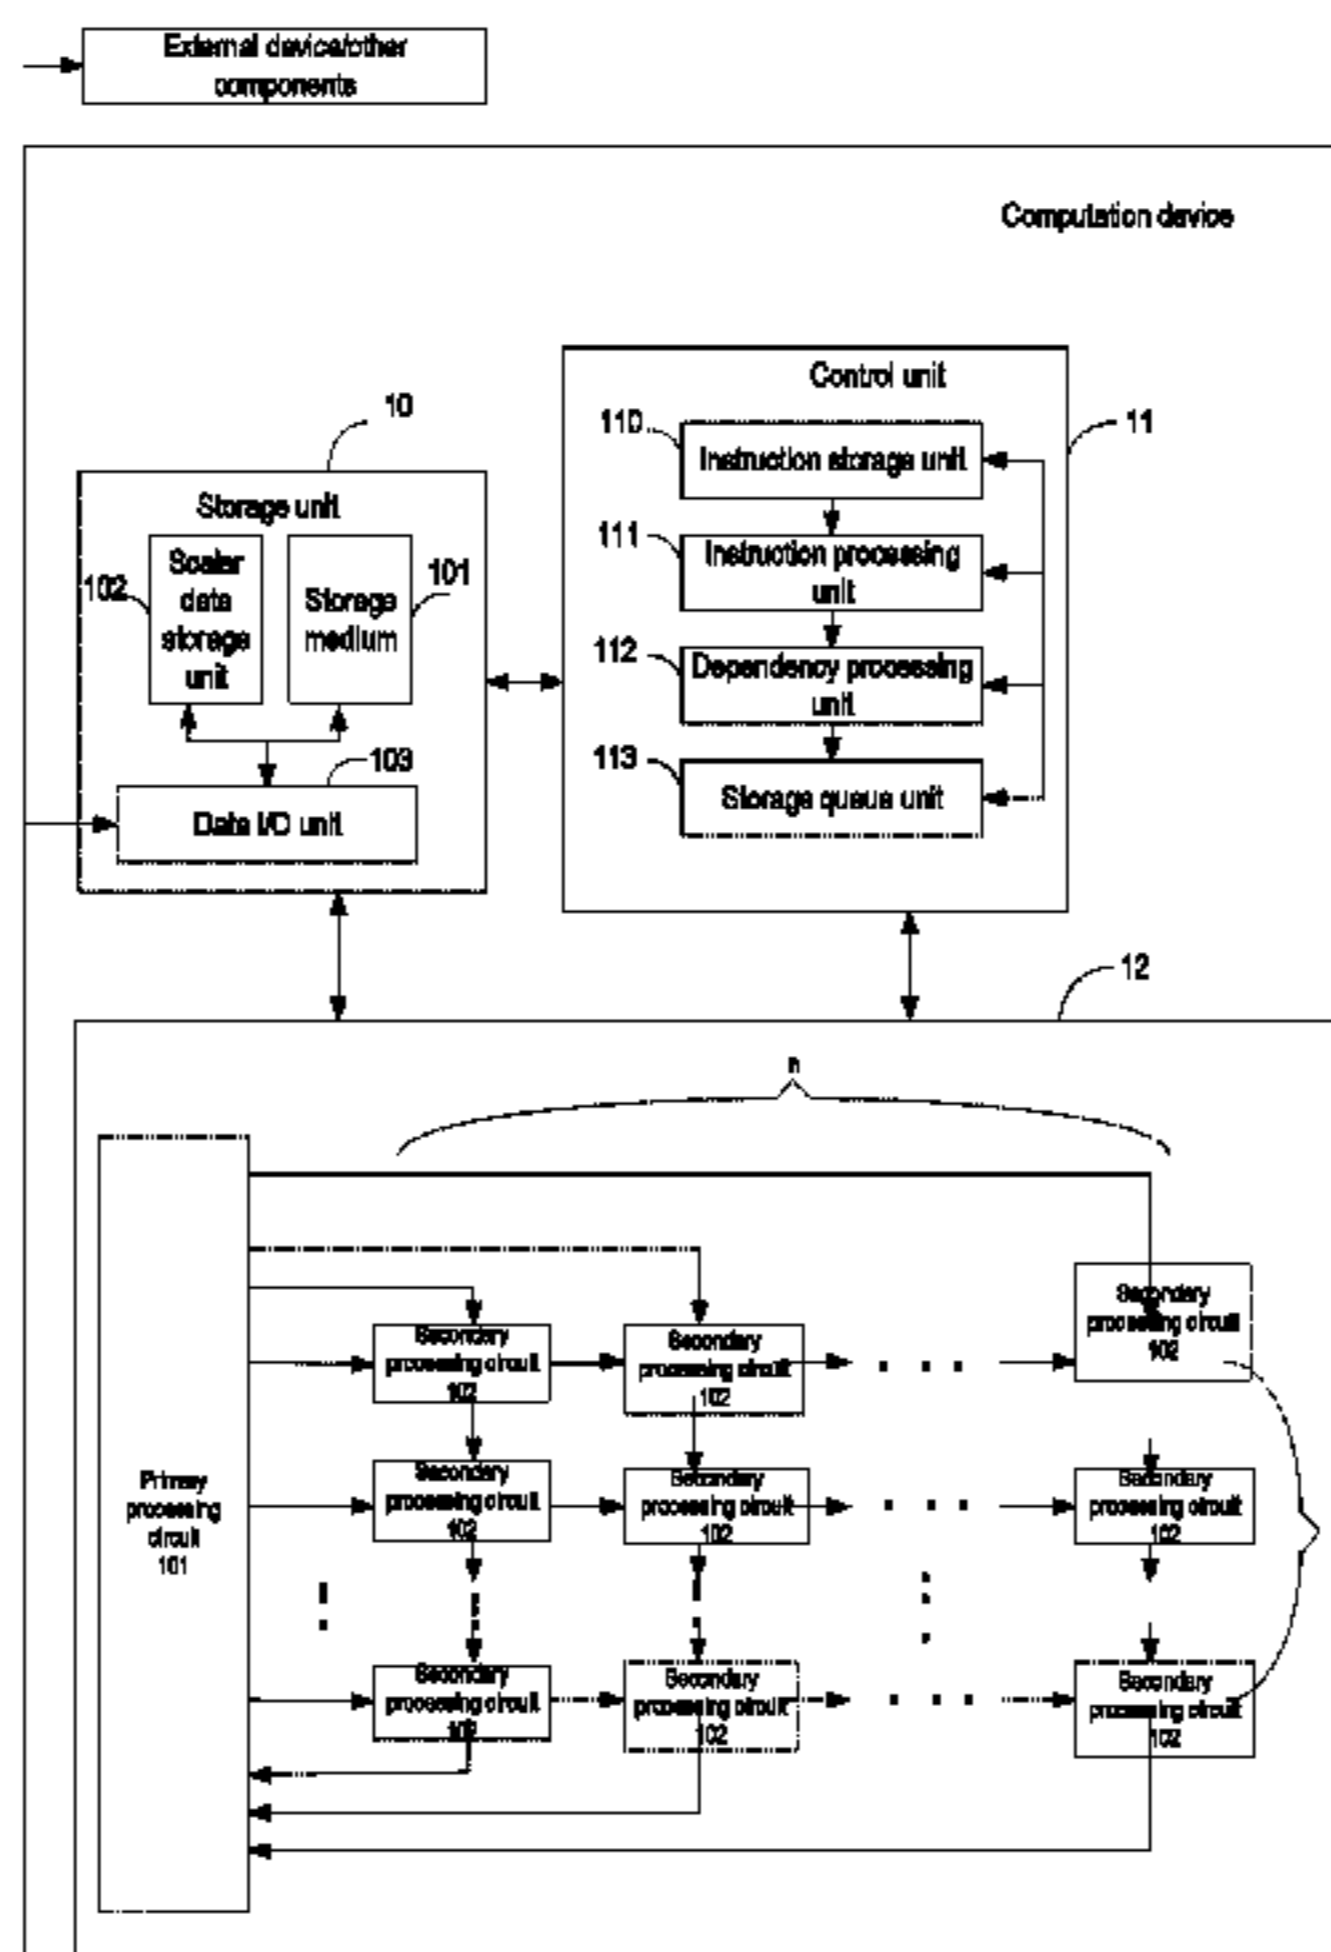 External device/other
components
Computation device
10
Storage unit
102
Scalar
data
storage
unit
Storage
medium
101
103
Data I/O unit
Control unit
11
110
Instruction storage unit
111
Instruction processing
unit
112
Dependency processing
unit
113
Storage queue unit
12
n
Primary
processing
circuit
101
Secondary
processing circuit
102
Secondary
processing circuit
102
Secondary
processing circuit
102
Secondary
processing circuit
102
Secondary
processing circuit
102
Secondary
processing circuit
102
Secondary
processing circuit
102
Secondary
processing circuit
102
Secondary
processing circuit
102